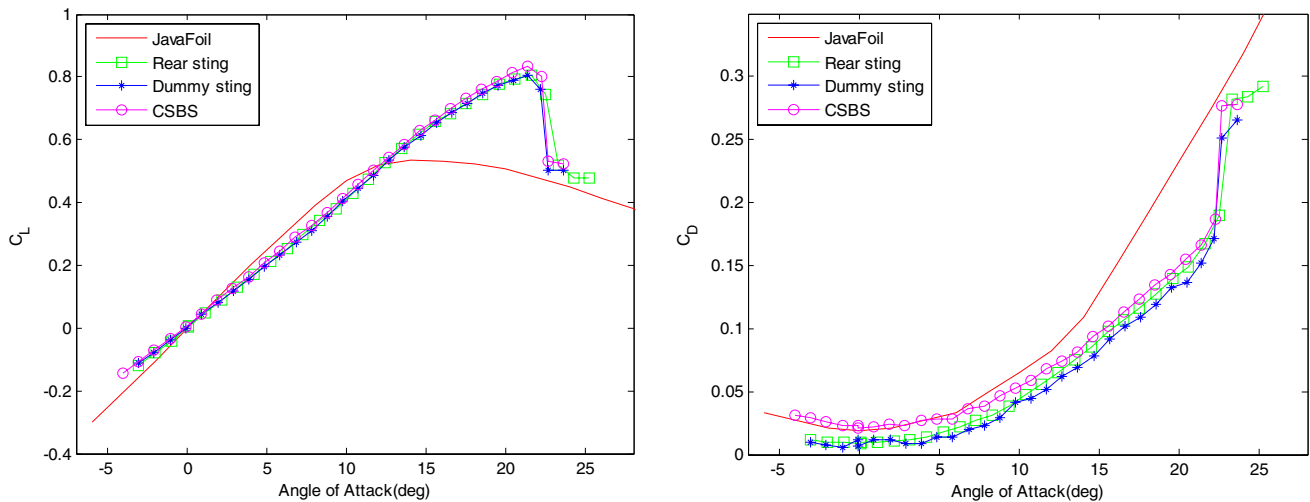 1
0.8
0.6
0.4
0.2
0
-0.2
-0.4
-5 0 5 10 15 20 25
Angle of Attack(deg)
C_L
JavaFoil
Rear sting
Dummy sting
CSBS
0.3
0.25
0.2
0.15
0.1
0.05
0
-5 0 5 10 15 20 25
Angle of Attack(deg)
C_D
JavaFoil
Rear sting
Dummy sting
CSBS